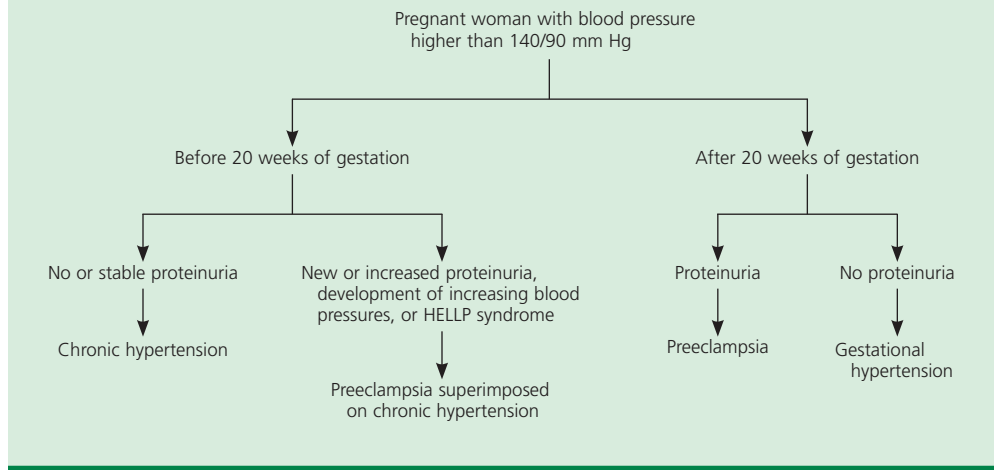 Pregnant woman with blood pressure
higher than 140/90 mm Hg
Before 20 weeks of gestation
After 20 weeks of gestation
No or stable proteinuria
New or increased proteinuria,
development of increasing blood
pressures, or HELLP syndrome
Proteinuria
No proteinuria
Chronic hypertension
Preeclampsia superimposed
on chronic hypertension
Preeclampsia
Gestational
hypertension